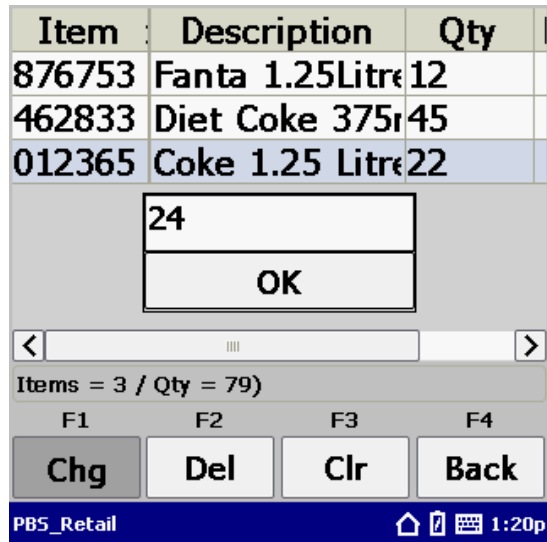 Item : Description Qty
876753 Fanta 1.25Litre 12
462833 Diet Coke 375m 45
012365 Coke 1.25 Litre 22
24
OK
Items = 3 / Qty = 79)
F1 F2 F3 F4
Chg Del Clr Back
PBS_Retail 1:20p